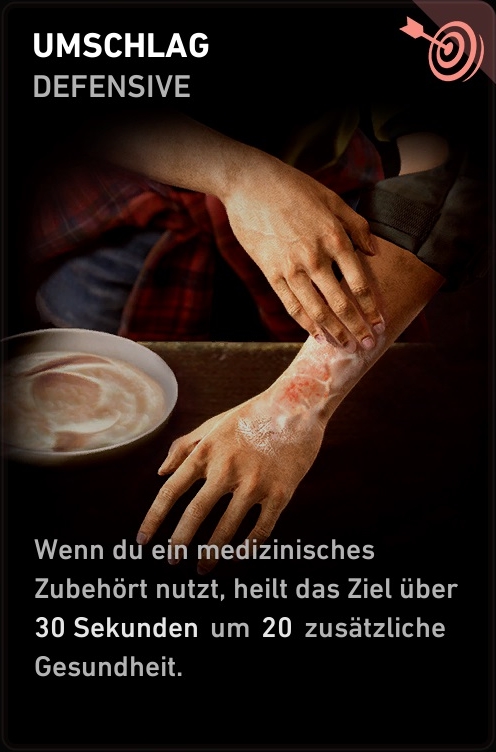 UMSCHLAG
DEFENSIVE
Wenn du ein medizinisches
Zubehört nutzt, heilt das Ziel über
30 Sekunden um 20 zusätzliche
Gesundheit.